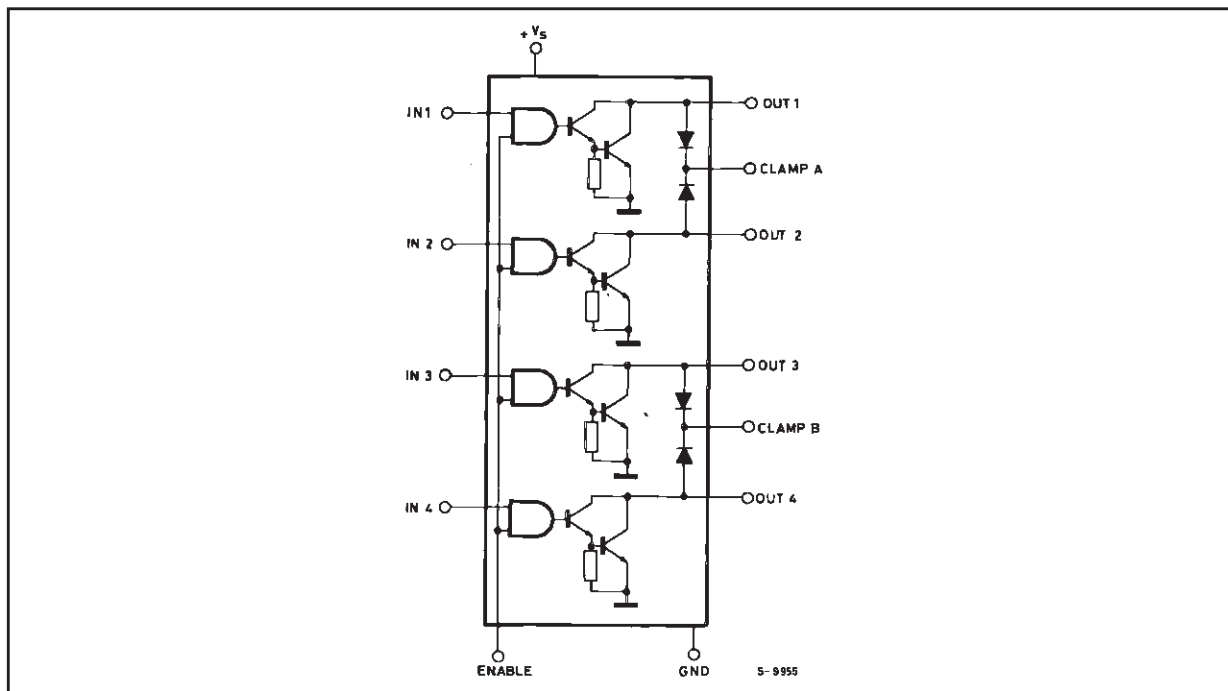 + Vs
IN1
OUT 1
CLAMP A
IN 2
OUT 2
IN 3
OUT 3
CLAMP B
IN 4
OUT 4
ENABLE
GND
S-9955